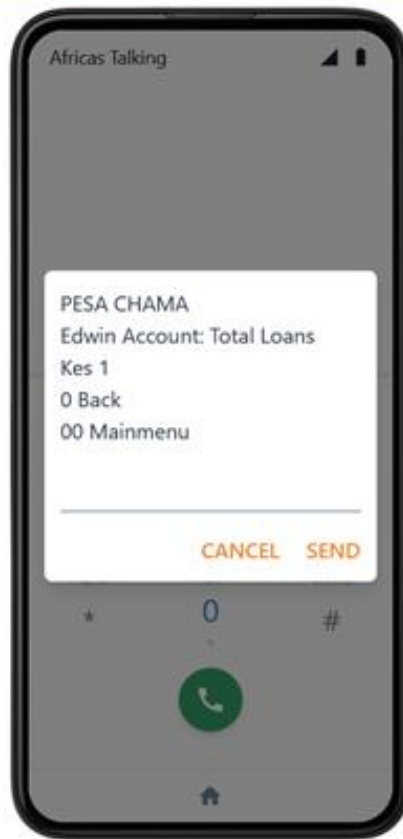 Africas Talking
PESA CHAMA
Edwin Account: Total Loans
Kes 1
0 Back
00 Mainmenu
CANCEL SEND
* 0 #